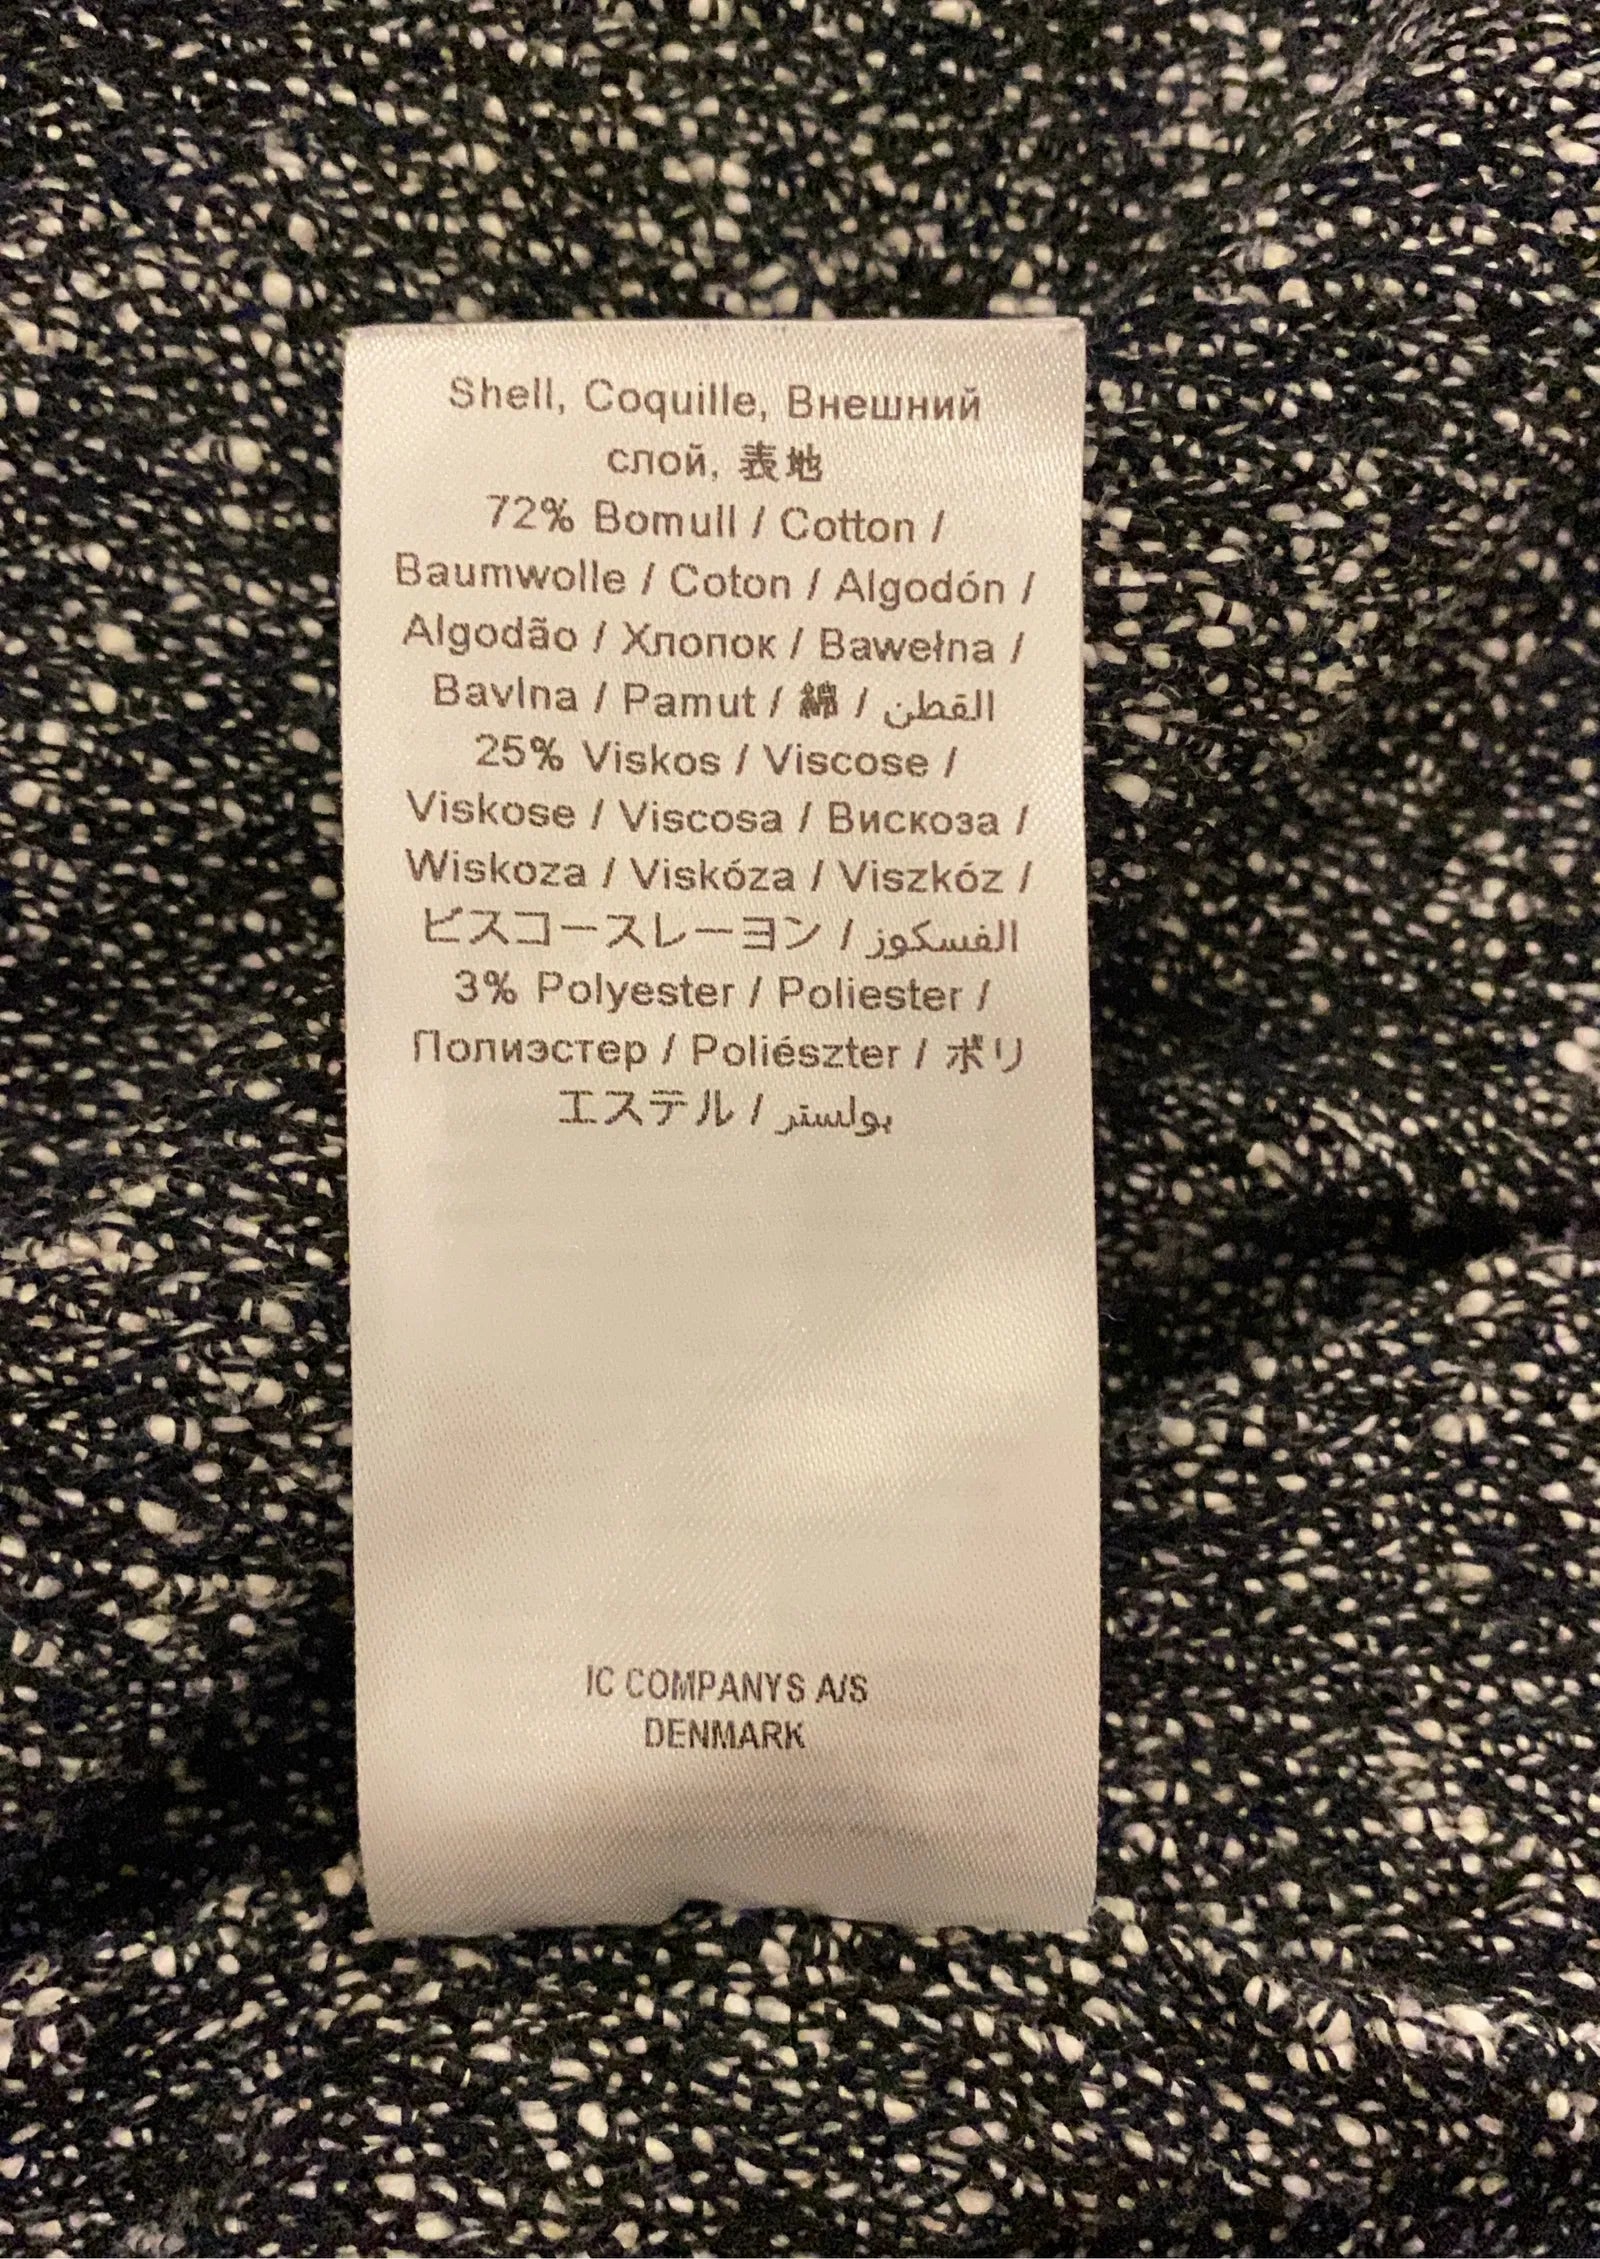 Shell, Coquille, Внешний
слой, 表地
72% Bomull / Cotton /
Baumwolle / Coton / Algodón /
Algodão / Хлопок / Bawełna /
Bavlna / Pamut / 綿 / القطن
25% Viskos / Viscose /
Viskose / Viscosa / Вискоза /
Wiskoza / Viskóza / Viszkóz /
ビスコースレーヨン / الفسكوز
3% Polyester / Poliester /
Полиэстер / Poliészter / ポリ
エステル / بولستر
IC COMPANYS A/S
DENMARK